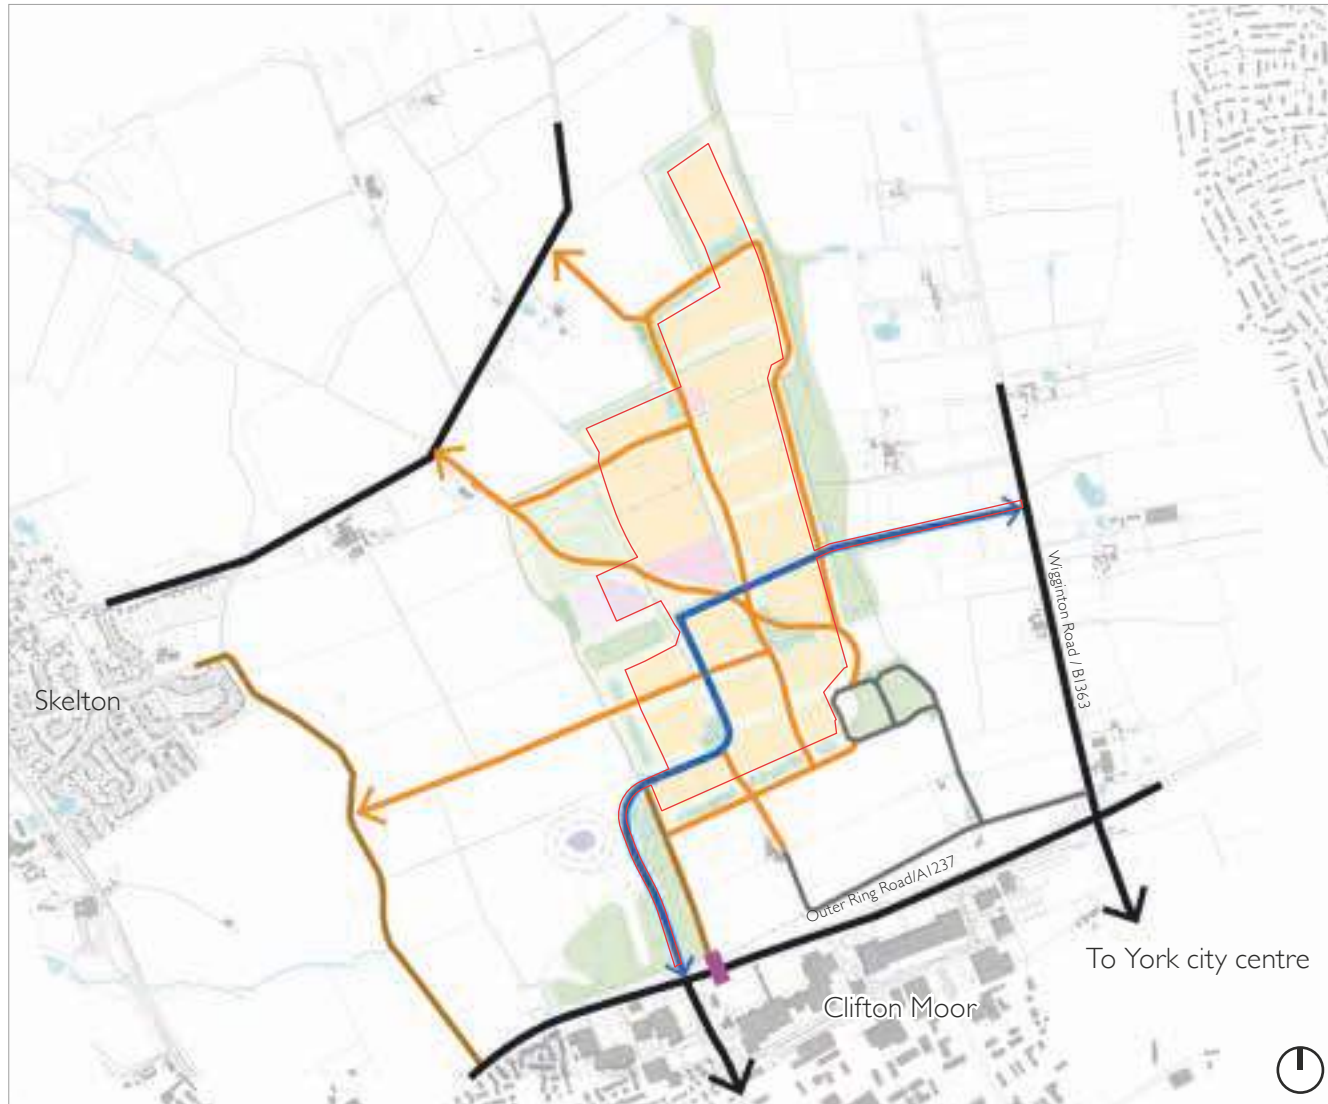 Wigginton Road / B1363
Skelton
Outer Ring Road/A1237
To York city centre
Clifton Moor